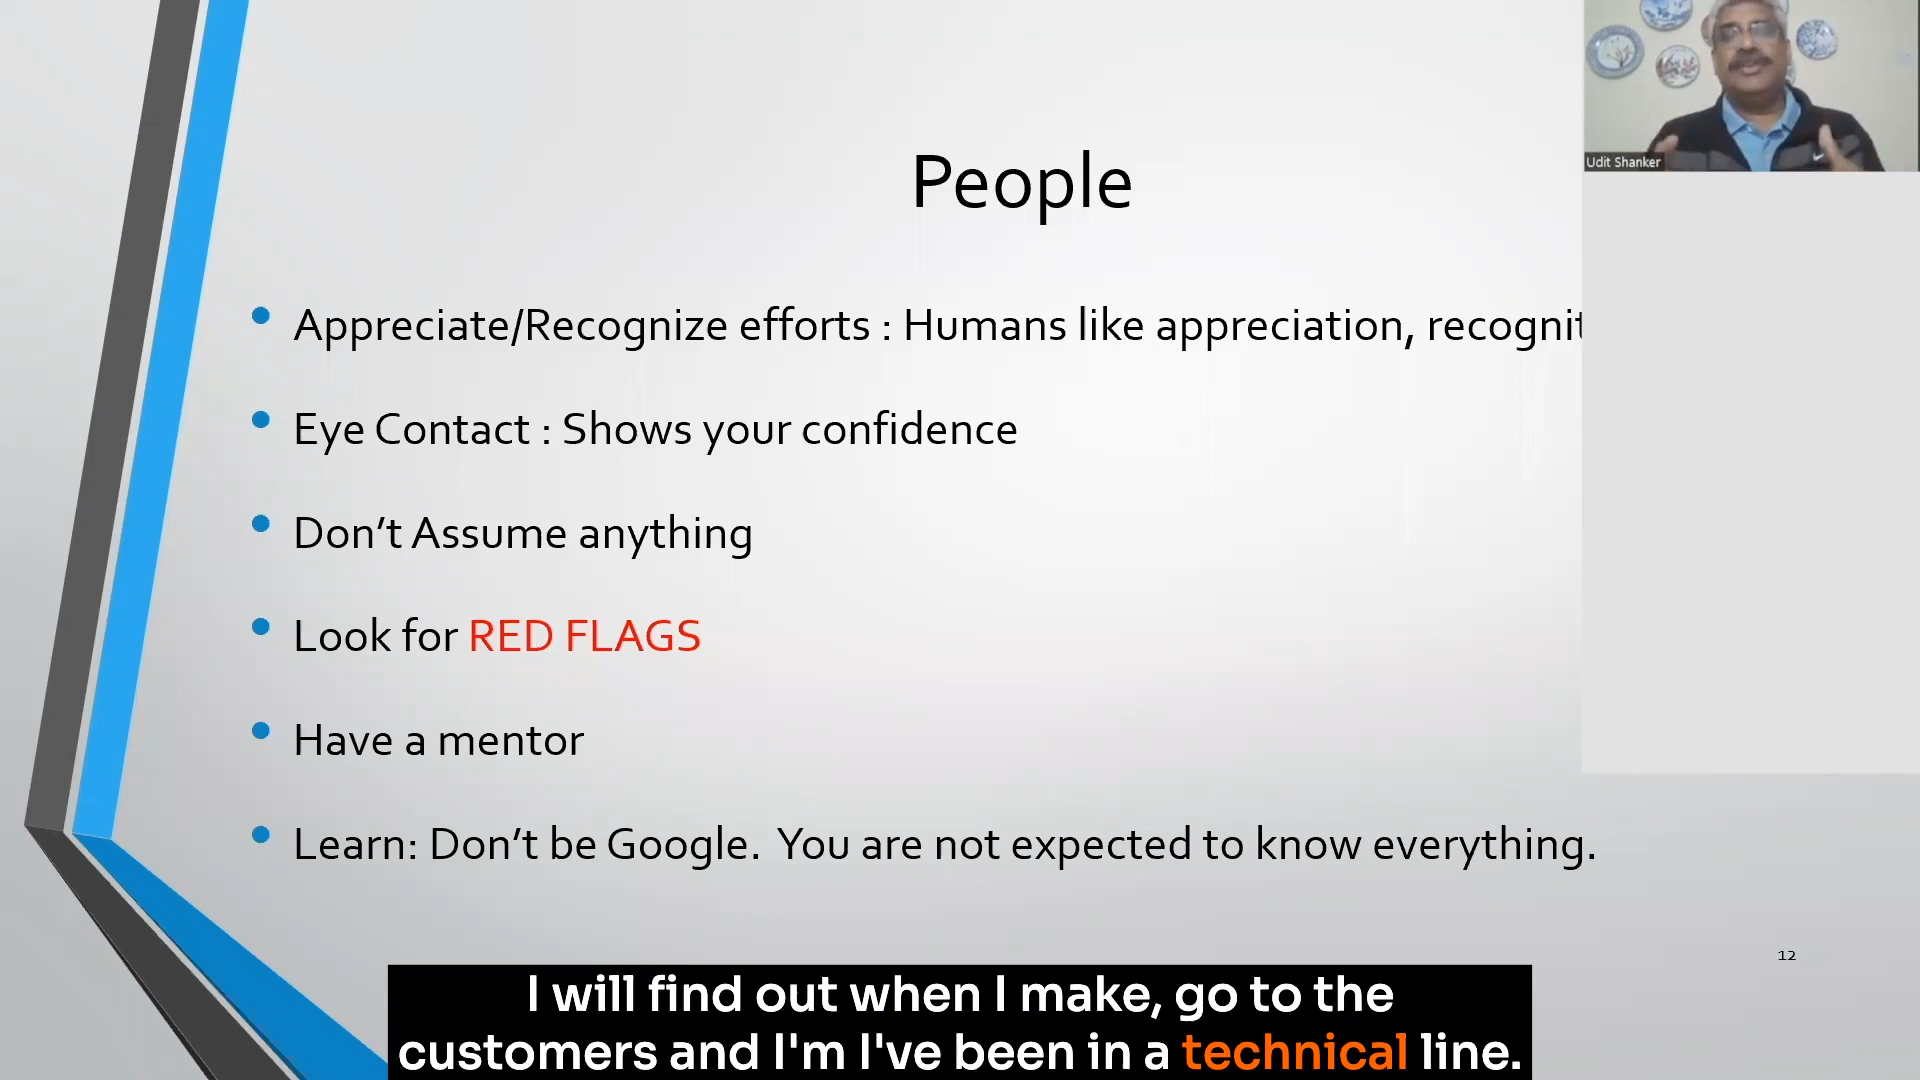 Udit Shanker
People
• Appreciate/Recognize efforts : Humans like appreciation,
• Eye Contact : Shows your confidence
• Don’t Assume anything
• Look for RED FLAGS
• Have a mentor
• Learn: Don’t be Google. You are not expected to know everything.
12
I will find out when I make, go to the
customers and I'm I've been in a technical line.